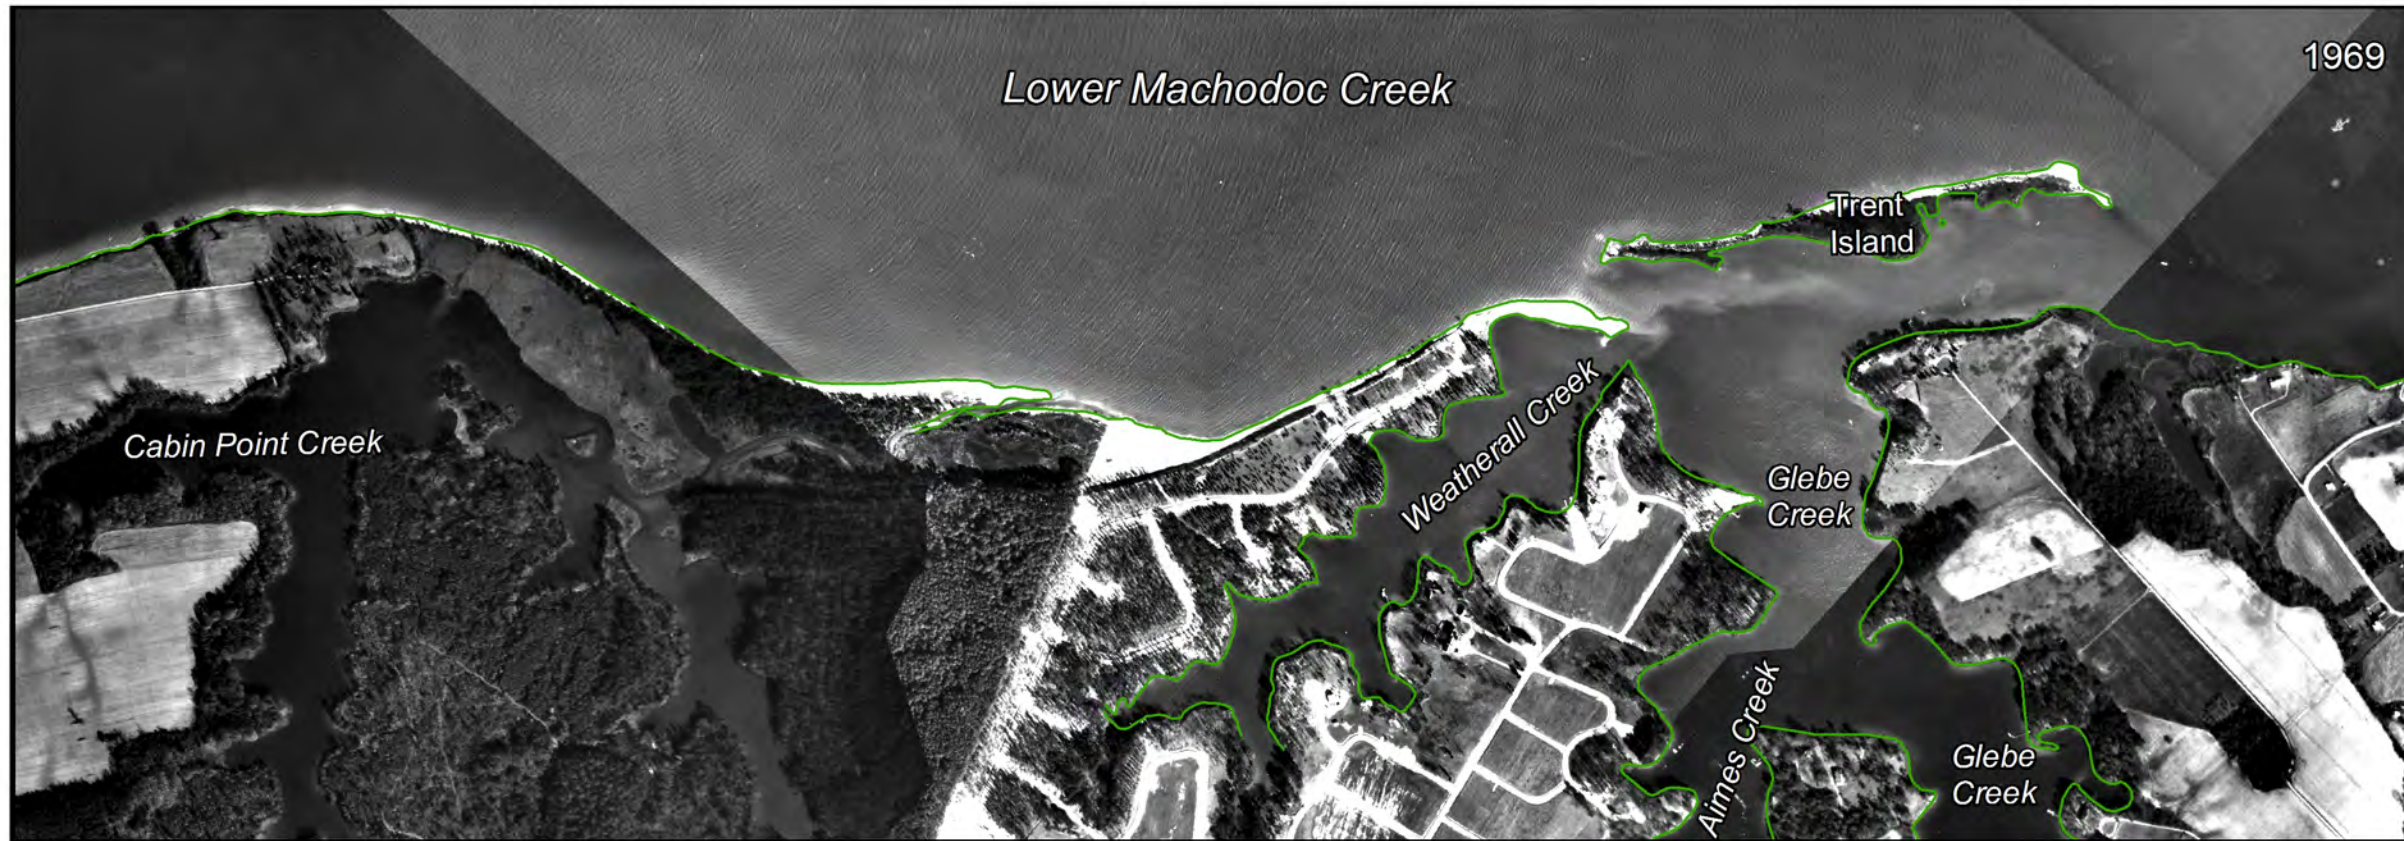 1969
Lower Machodoc Creek
Trent
Island
Cabin Point Creek
Weatherall Creek
Glebe
Creek
Aimes Creek
Glebe
Creek